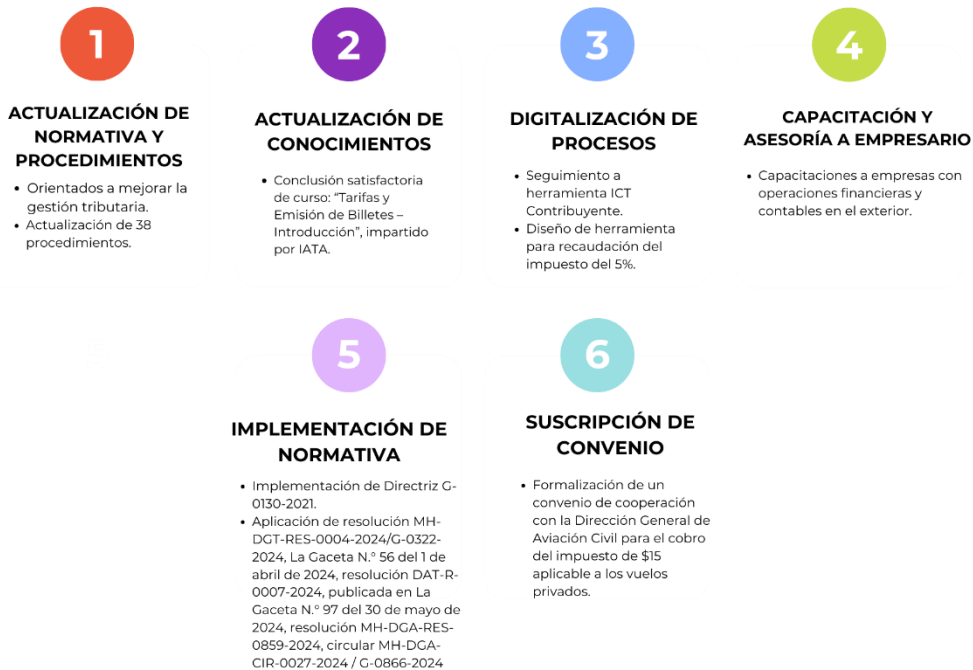 1
ACTUALIZACIÓN DE
NORMATIVA Y
PROCEDIMIENTOS
• Orientados a mejorar la
gestión tributaria.
• Actualización de 38
procedimientos.
2
ACTUALIZACIÓN DE
CONOCIMIENTOS
• Conclusión satisfactoria
de curso: “Tarifas y
Emisión de Billetes –
Introducción”, impartido
por IATA.
3
DIGITALIZACIÓN DE
PROCESOS
• Seguimiento a
herramienta ICT
Contribuyente.
• Diseño de herramienta
para recaudación del
impuesto del 5%.
4
CAPACITACIÓN Y
ASESORÍA A EMPRESARIO
• Capacitaciones a empresas con
operaciones financieras y
contables en el exterior.
5
IMPLEMENTACIÓN DE
NORMATIVA
• Implementación de Directriz G-
0130-2021.
• Aplicación de resolución MH-
DGT-RES-0004-2024/G-0322-
2024, La Gaceta N.° 56 del 1 de
abril de 2024, resolución DAT-R-
0007-2024, publicada en La
Gaceta N.° 97 del 30 de mayo de
2024, resolución MH-DGA-RES-
0859-2024, circular MH-DGA-
CIR-0027-2024 / G-0866-2024
6
SUSCRIPCIÓN DE
CONVENIO
• Formalización de un
convenio de cooperación
con la Dirección General de
Aviación Civil para el cobro
del impuesto de $15
aplicable a los vuelos
privados.